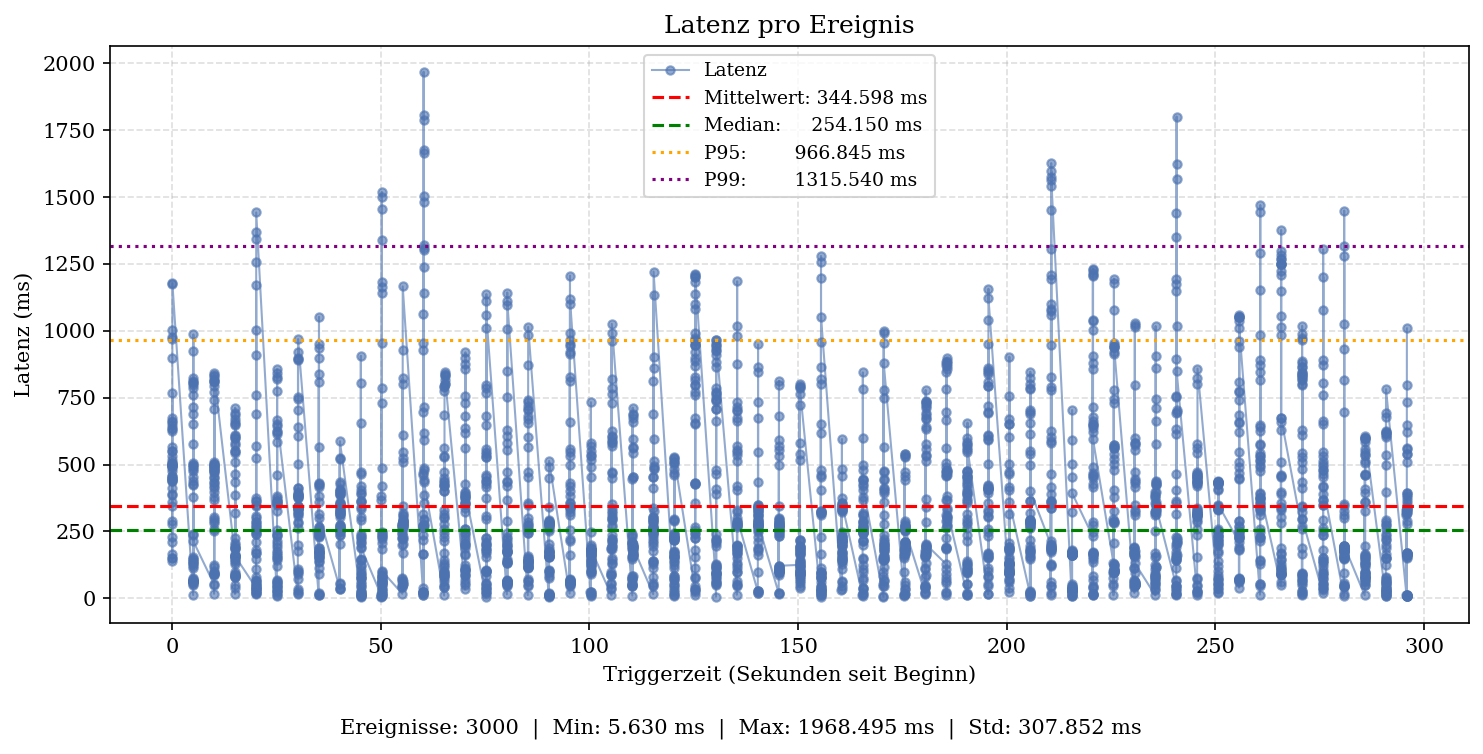 Latenz pro Ereignis
Latenz (ms)
2000
1750
1500
1250
1000
750
500
250
0
Latenz
Mittelwert: 344.598 ms
Median: 254.150 ms
P95: 966.845 ms
P99: 1315.540 ms
0 50 100 150 200 250 300
Triggerzeit (Sekunden seit Beginn)
Ereignisse: 3000 | Min: 5.630 ms | Max: 1968.495 ms | Std: 307.852 ms